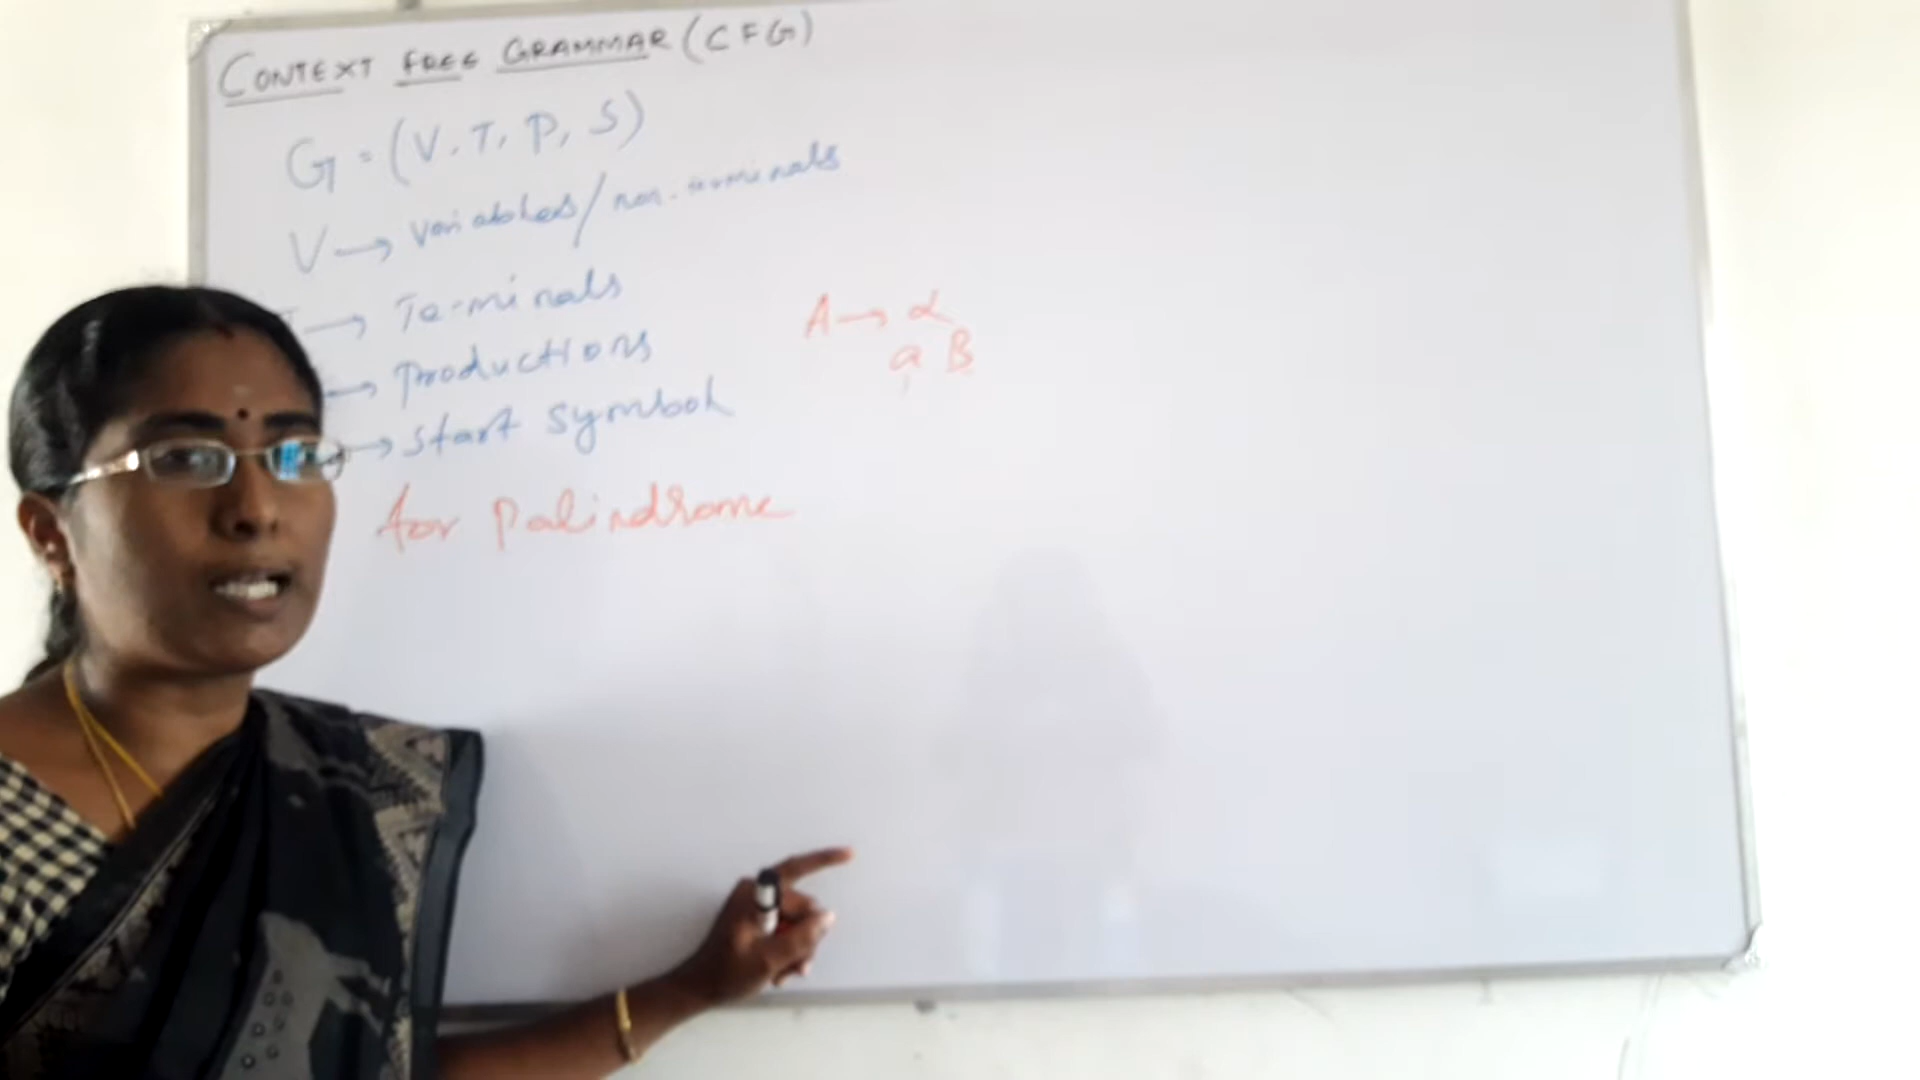 CONTEXT FREE GRAMMAR (CFG)
G = (V, T, P, S)
V → Variables/non-terminals
→ Terminals
→ Productions
→ Start symbol
A → α
a B
for Palindrome